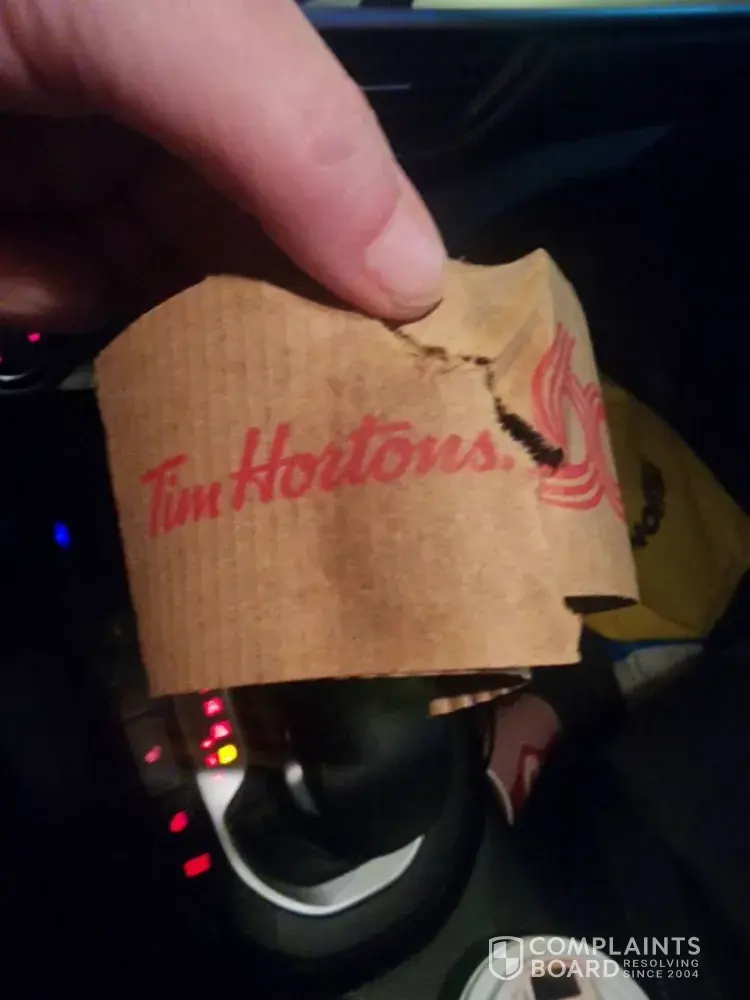 Tim Hortons.
COMPLAINTS
BOARD RESOLVING
SINCE 2004